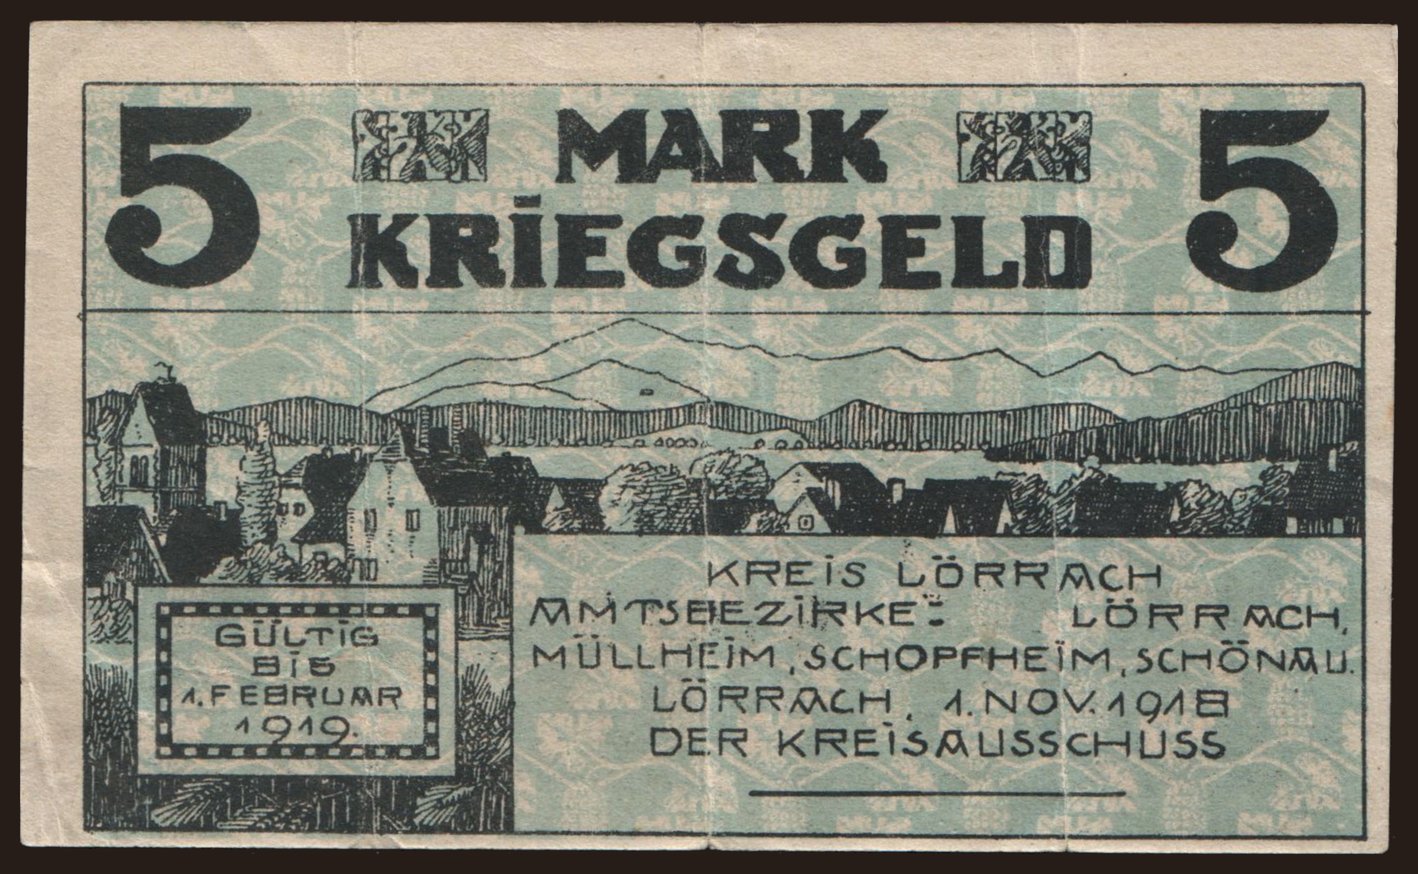 5 MARK 5
KRIEGSGELD
KREIS LÖRRACH
AMTSBEZIRKE: LÖRRACH,
MÜLLHEIM, SCHOPFHEIM, SCHÖNAU.
LÖRRACH, 1. NOV. 1918
DER KREISAUSSCHUSS
GÜLTIG
BIS
1. FEBRUAR
1919.